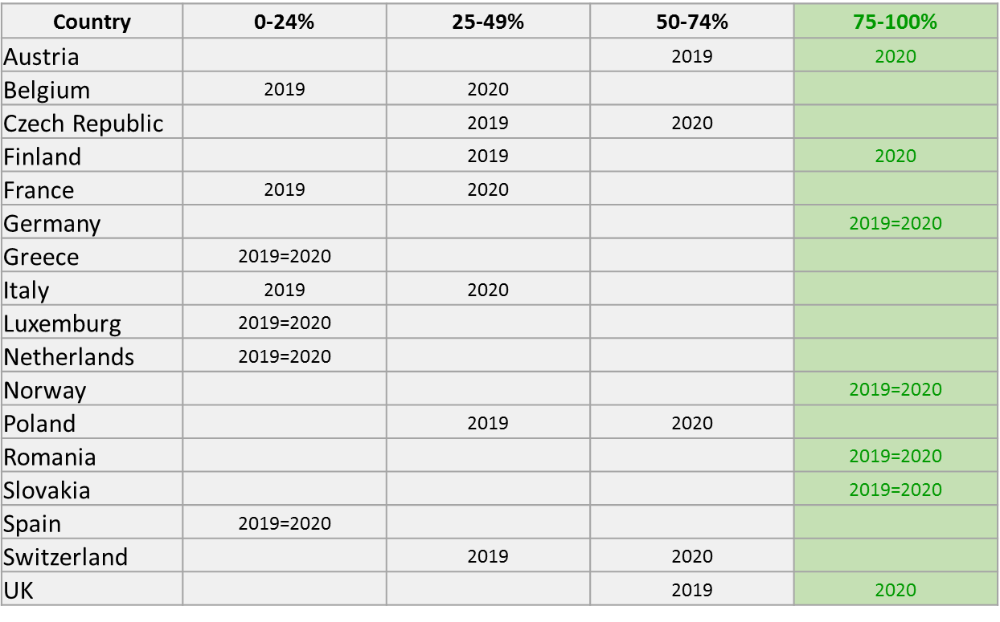 Country 0-24% 25-49% 50-74% 75-100%
Austria 2019 2020
Belgium 2019 2020
Czech Republic 2019 2020
Finland 2019 2020
France 2019 2020
Germany 2019=2020
Greece 2019=2020
Italy 2019 2020
Luxemburg 2019=2020
Netherlands 2019=2020
Norway 2019=2020
Poland 2019 2020
Romania 2019=2020
Slovakia 2019=2020
Spain 2019=2020
Switzerland 2019 2020
UK 2019 2020